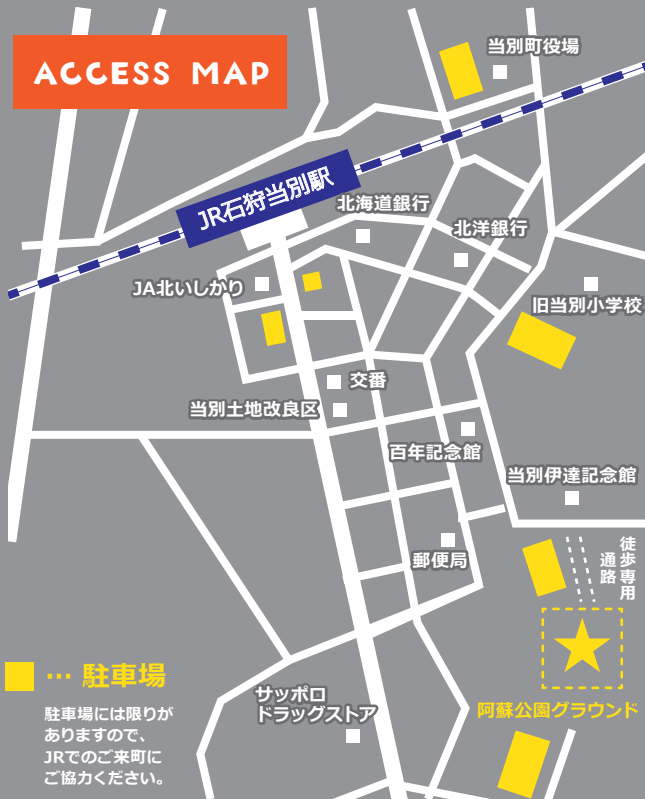 当別町役場
ACCESS MAP
JR石狩当別駅
北海道銀行
北洋銀行
JA北いしかり
旧当別小学校
交番
当別土地改良区
百年記念館
当別伊達記念館
郵便局
徒歩専用
通路
… 駐車場
駐車場には限りが
ありますので、
JRでのご来町に
ご協力ください。
サッポロ
ドラッグストア
阿蘇公園グラウンド